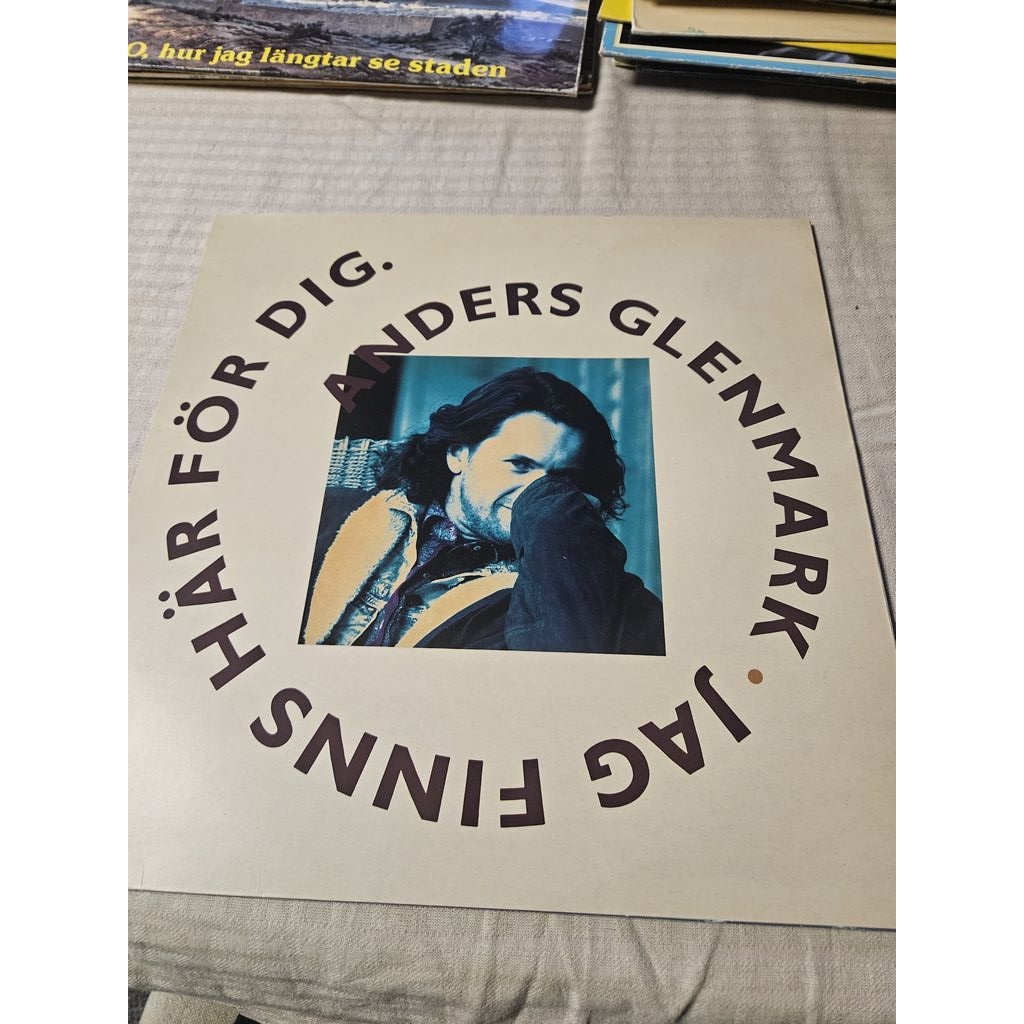 O, hur jag längtar se staden
ANDERS GLENMARK · JAG FINNS HÄR FÖR DIG.